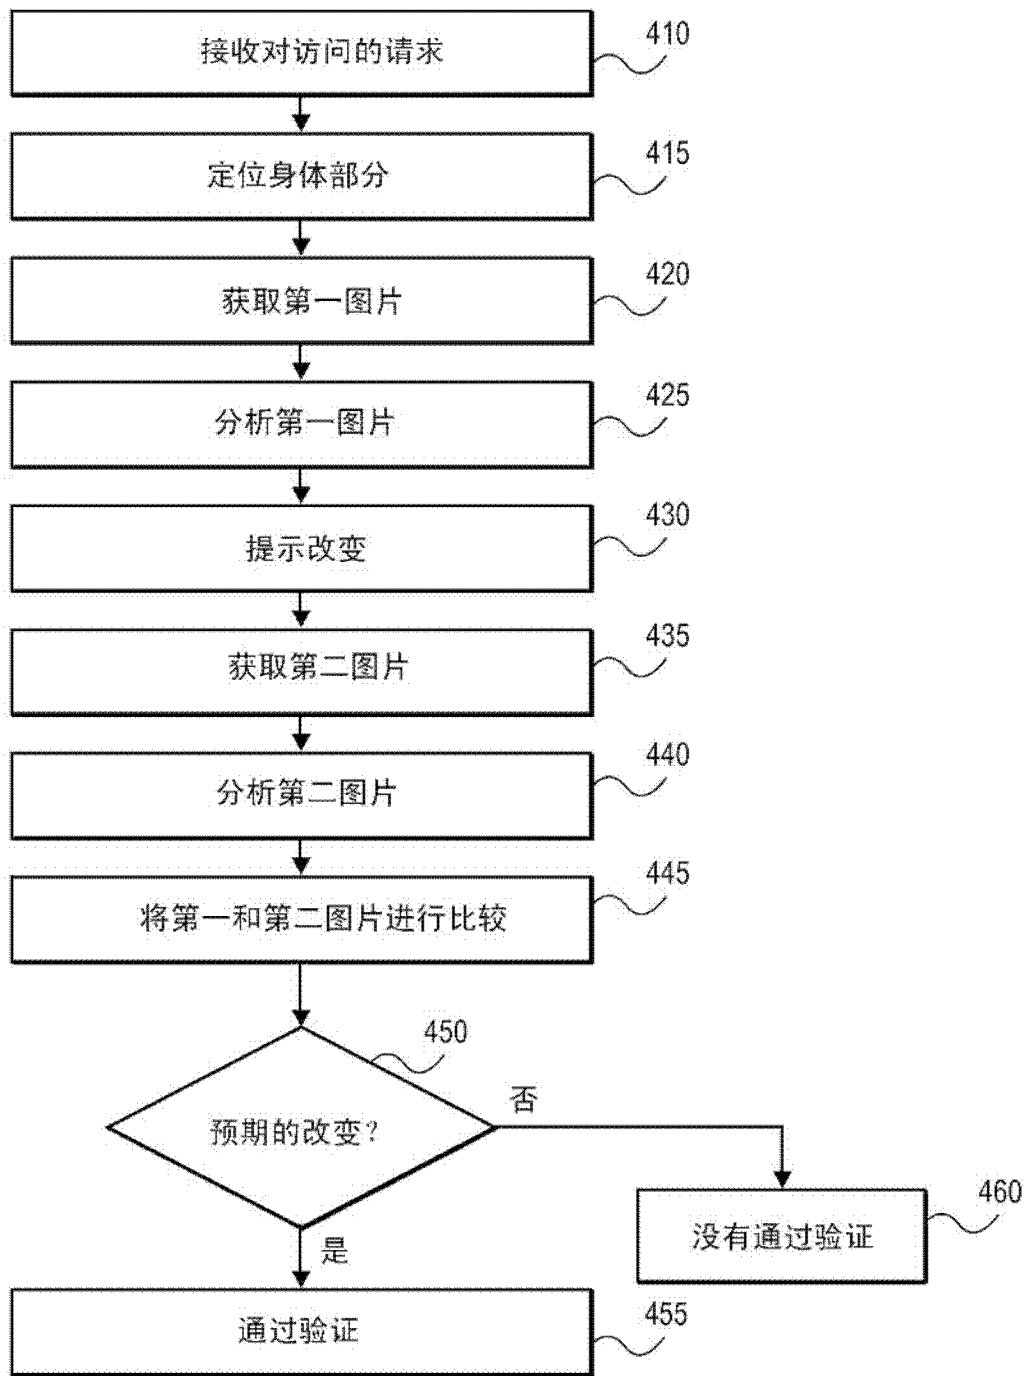 接收对访问的请求
410
定位身体部分
415
获取第一图片
420
分析第一图片
425
提示改变
430
获取第二图片
435
分析第二图片
440
将第一和第二图片进行比较
445
450
预期的改变?
否
没有通过验证
460
是
通过验证
455